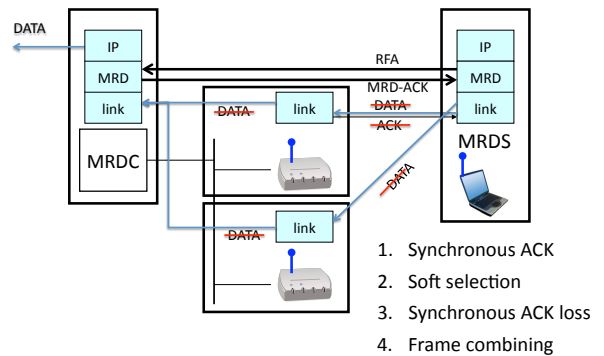 DATA
IP
MRD
link
MRDC
RFA
MRD-ACK
DATA
ACK
DATA
link
DATA
link
DATA
IP
MRD
link
MRDS
1. Synchronous ACK
2. Soft selection
3. Synchronous ACK loss
4. Frame combining